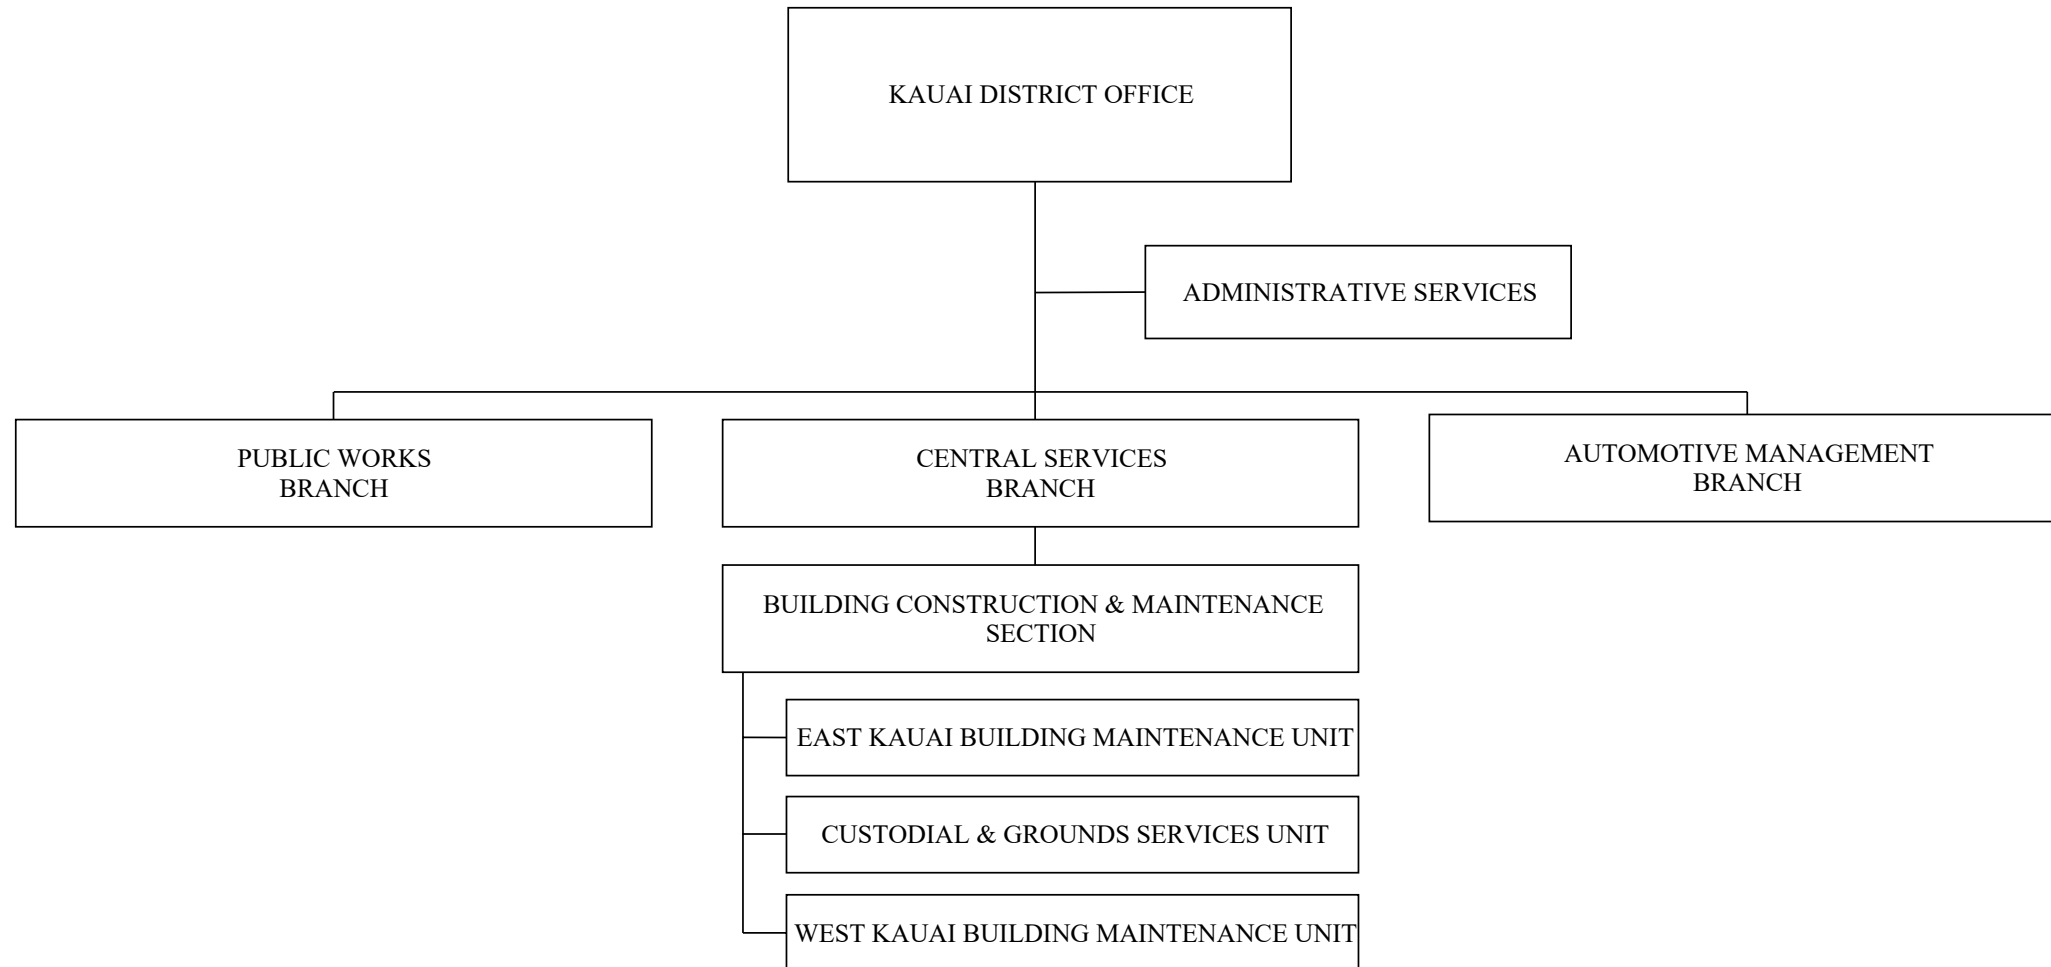 KAUAI DISTRICT OFFICE
ADMINISTRATIVE SERVICES
PUBLIC WORKS
BRANCH
CENTRAL SERVICES
BRANCH
AUTOMOTIVE MANAGEMENT
BRANCH
BUILDING CONSTRUCTION & MAINTENANCE
SECTION
EAST KAUAI BUILDING MAINTENANCE UNIT
CUSTODIAL & GROUNDS SERVICES UNIT
WEST KAUAI BUILDING MAINTENANCE UNIT